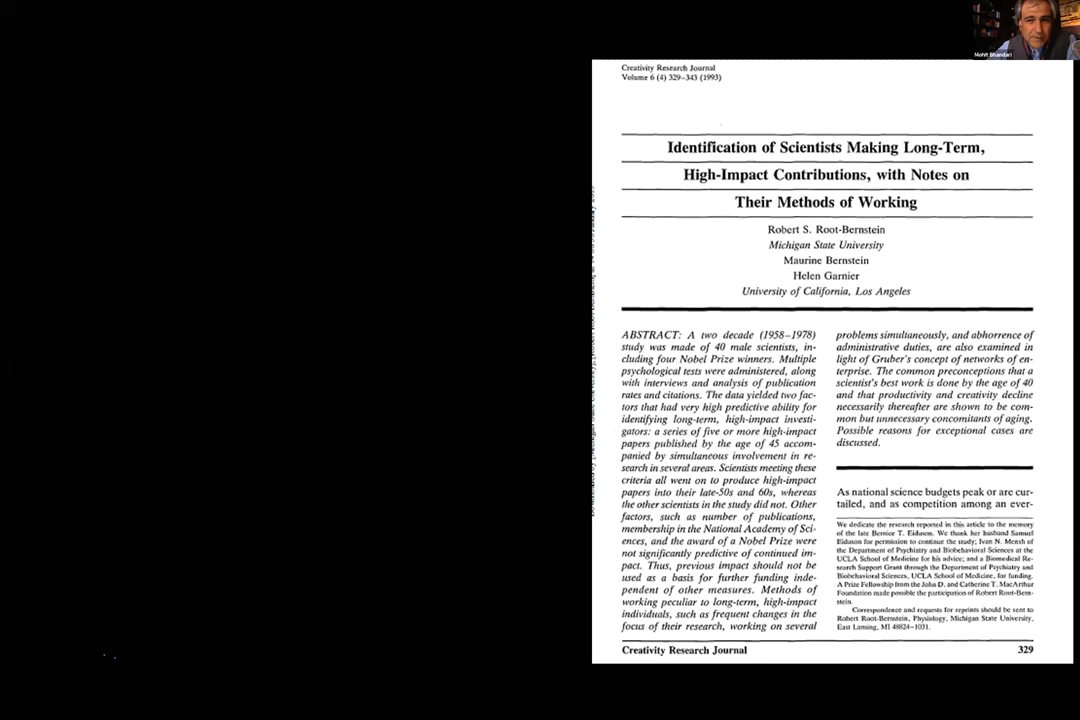 Mohit Bhandari
Creativity Research Journal
Volume 6 (4) 329–343 (1993)
Identification of Scientists Making Long-Term,
High-Impact Contributions, with Notes on
Their Methods of Working
Robert S. Root-Bernstein
Michigan State University
Maurine Bernstein
Helen Garnier
University of California, Los Angeles
ABSTRACT: A two decade (1958–1978)
study was made of 40 male scientists, in-
cluding four Nobel Prize winners. Multiple
psychological tests were administered, along
with interviews and analysis of publication
rates and citations. The data yielded two fac-
tors that had very high predictive ability for
identifying long-term, high-impact investi-
gators: a series of five or more high-impact
papers published by the age of 45 accom-
panied by simultaneous involvement in re-
search in several areas. Scientists meeting these
criteria all went on to produce high-impact
papers into their late-50s and 60s, whereas
the other scientists in the study did not. Other
factors, such as number of publications,
membership in the National Academy of Sci-
ences, and the award of a Nobel Prize were
not significantly predictive of continued im-
pact. Thus, previous impact should not be
used as a basis for further funding inde-
pendent of other measures. Methods of
working peculiar to long-term, high-impact
individuals, such as frequent changes in the
focus of their research, working on several
problems simultaneously, and abhorrence of
administrative duties, are also examined in
light of Gruber's concept of networks of en-
terprise. The common preconceptions that a
scientist's best work is done by the age of 40
and that productivity and creativity decline
necessarily thereafter are shown to be com-
mon but unnecessary concomitants of aging.
Possible reasons for exceptional cases are
discussed.
As national science budgets peak or are cur-
tailed, and as competition among an ever-
We dedicate the research reported in this article to the memory
of the late Bernice T. Eiduson. We thank her husband Samuel
Eiduson for permission to continue the study; Ivan N. Mensh of
the Department of Psychiatry and Biobehavioral Sciences at the
UCLA School of Medicine for his advice; and a Biomedical Re-
search Support Grant through the Department of Psychiatry and
Biobehavioral Sciences, UCLA School of Medicine, for funding.
A Prize Fellowship from the John D. and Catherine T. MacArthur
Foundation made possible the participation of Robert Root-Bern-
stein.
Correspondence and requests for reprints should be sent to
Robert Root-Bernstein, Physiology, Michigan State University,
East Lansing, MI 48824–1031.
Creativity Research Journal
329